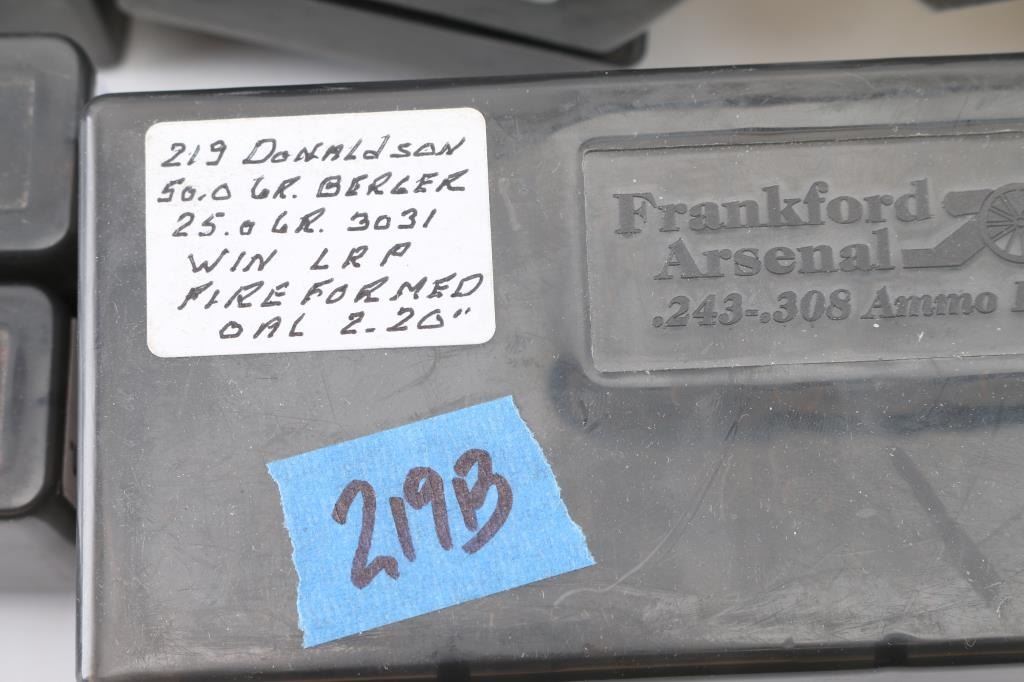 219 DONALDSON
50.0 GR. BERGER
25.0 GR. 3031
WIN LRP
FIRE FORMED
OAL 2.20"
Frankford
Arsenal
.243-.308 Ammo
219B